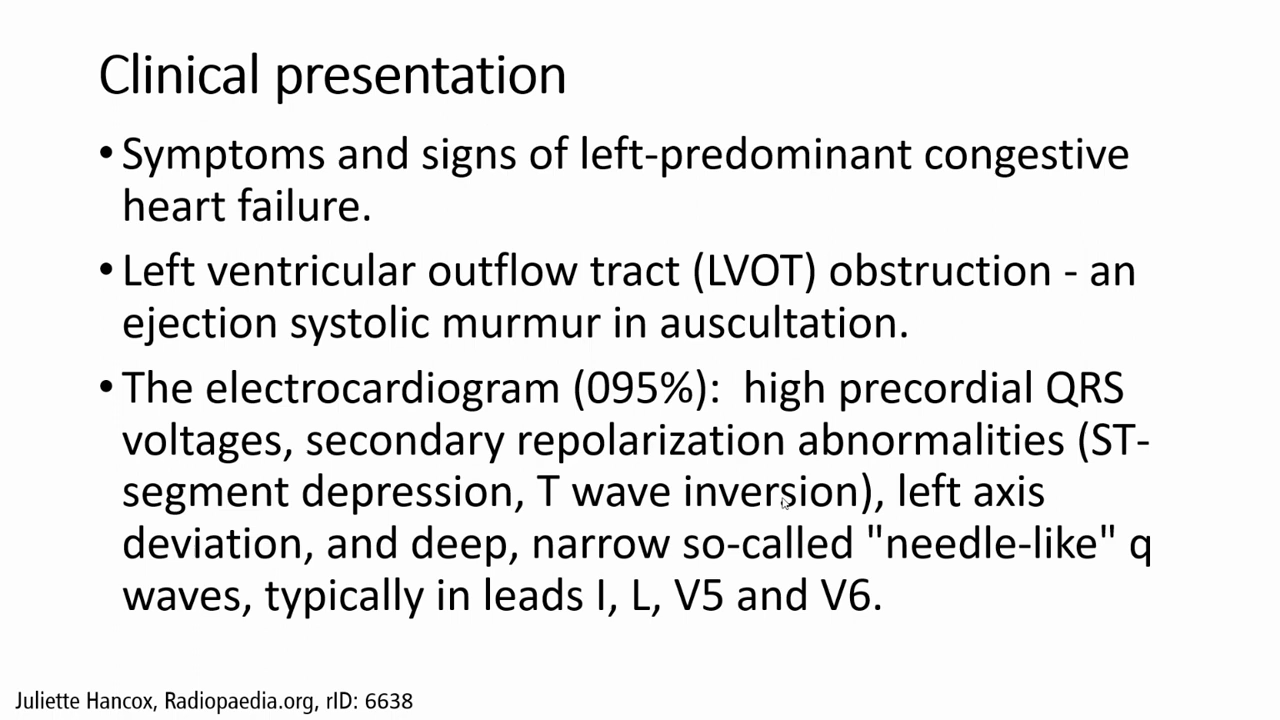 Clinical presentation
• Symptoms and signs of left-predominant congestive
heart failure.
• Left ventricular outflow tract (LVOT) obstruction - an
ejection systolic murmur in auscultation.
• The electrocardiogram (095%):  high precordial QRS
voltages, secondary repolarization abnormalities (ST-
segment depression, T wave inversion), left axis
deviation, and deep, narrow so-called "needle-like" q
waves, typically in leads I, L, V5 and V6.
Juliette Hancox, Radiopaedia.org, rID: 6638